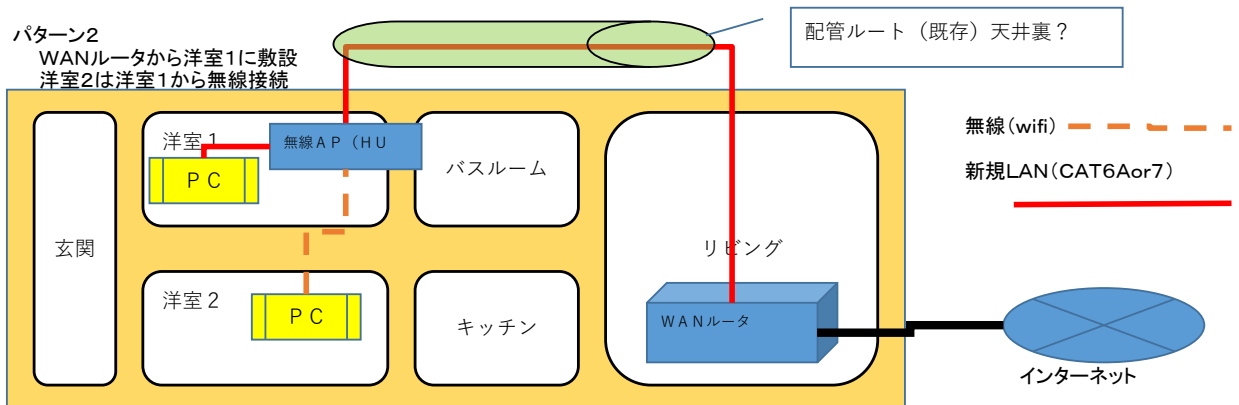 パターン2
WANルータから洋室1に敷設
洋室2は洋室1から無線接続
配管ルート（既存）天井裏？
無線(wifi)
新規LAN(CAT6Aor7)
洋室１
無線ＡＰ（HU
ＰＣ
バスルーム
玄関
リビング
洋室２
ＰＣ
キッチン
ＷＡＮルータ
インターネット